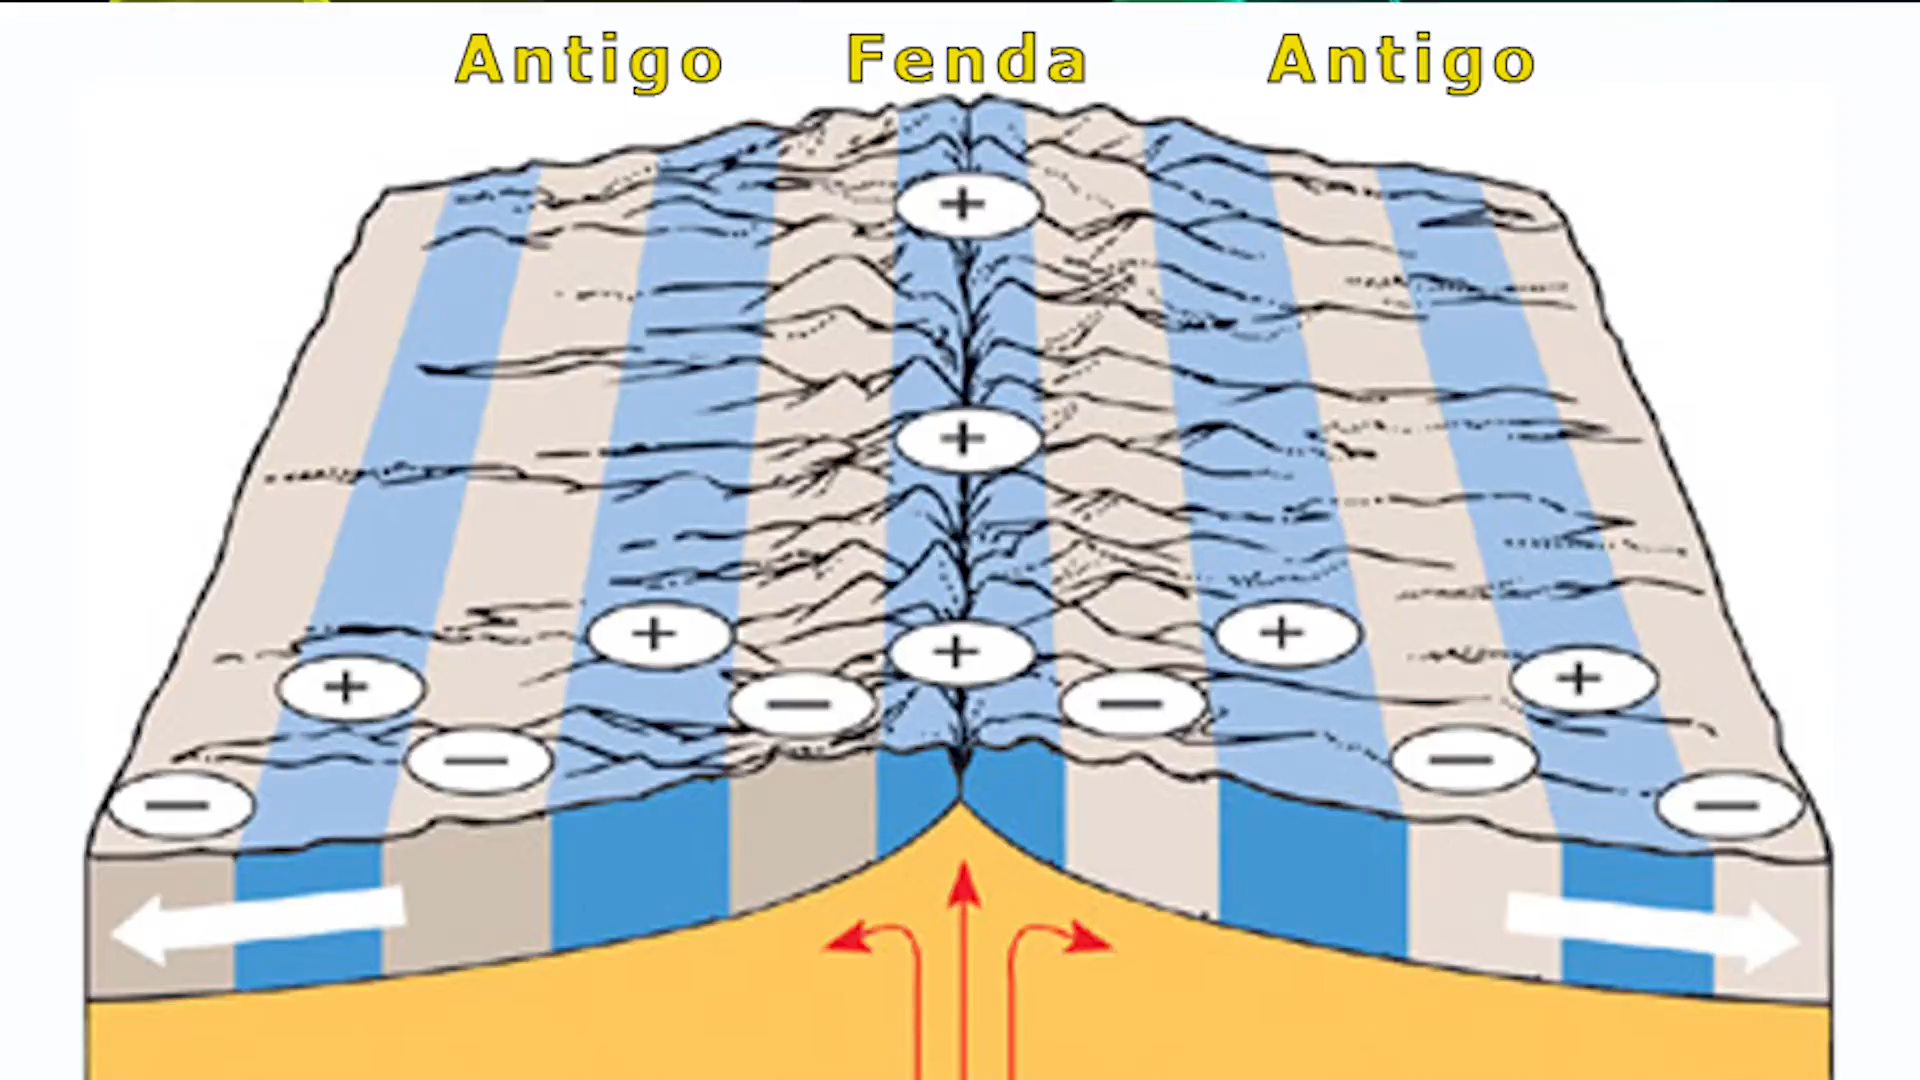 Antigo Fenda Antigo
+
+
+ + +
+ - - +
- -
- -